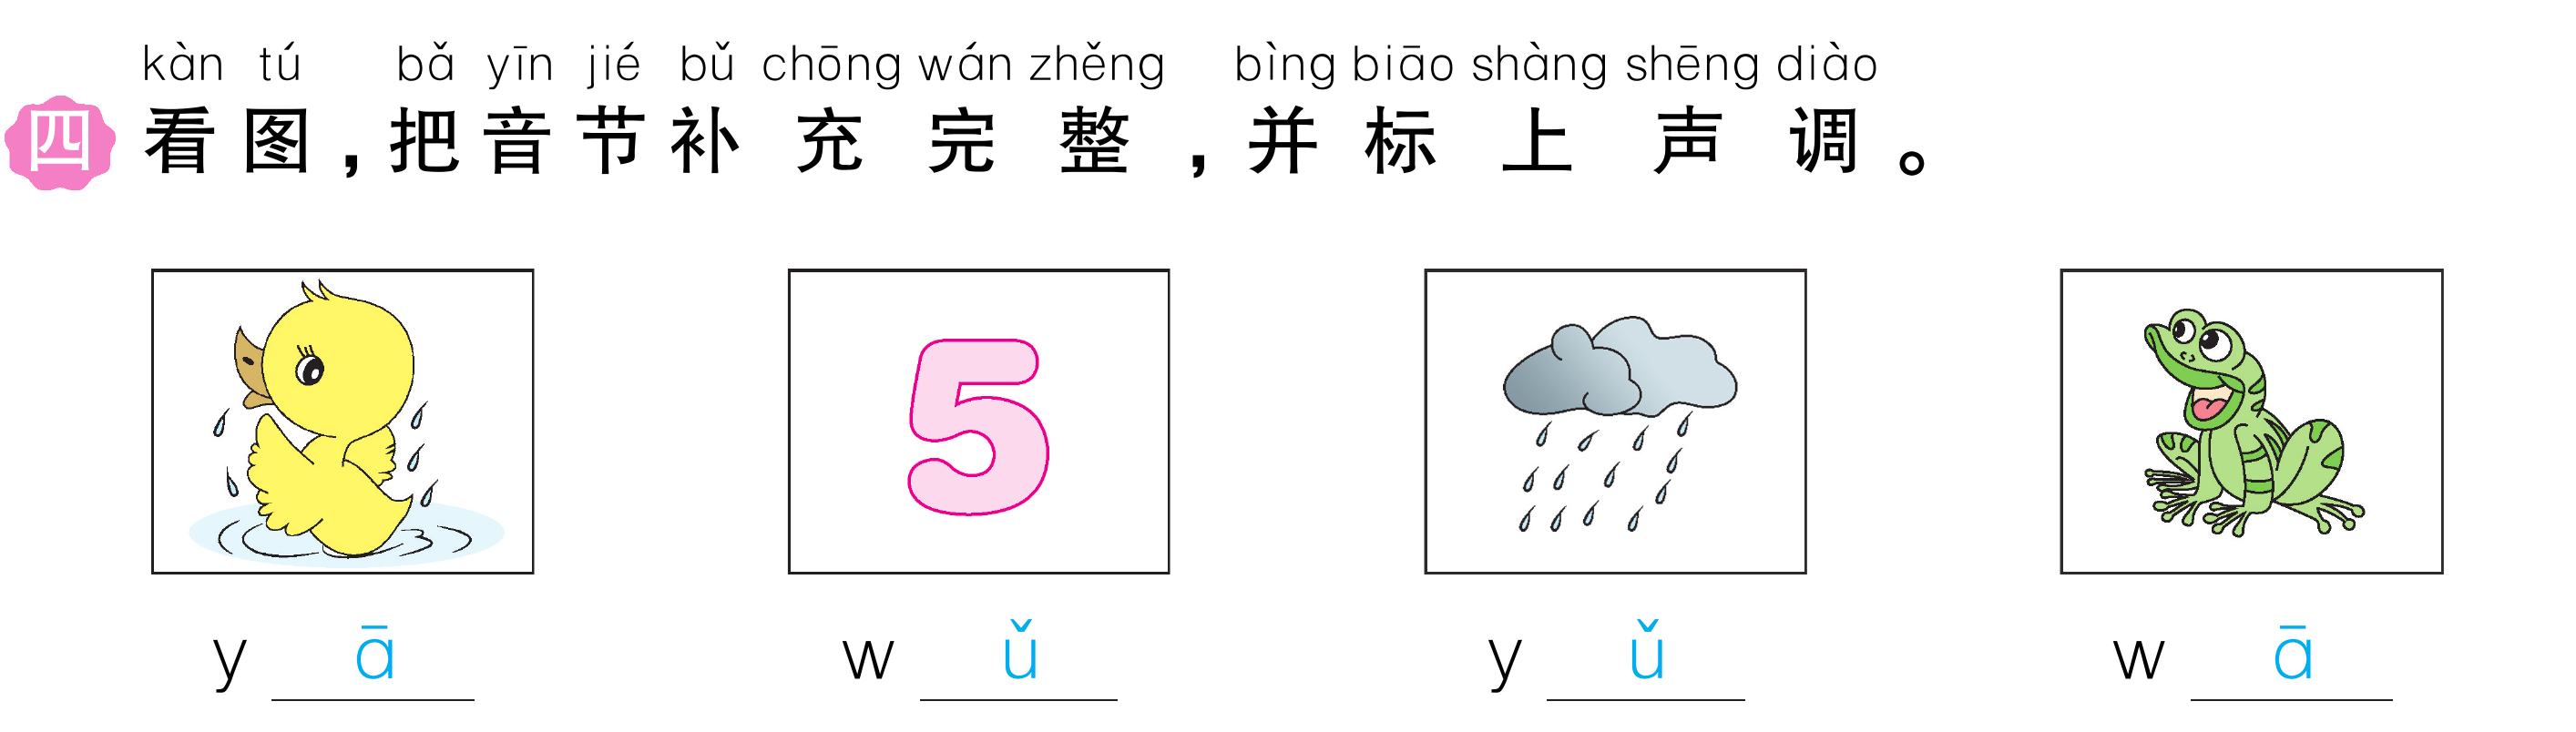 kàn tú bǎ yīn jié bǔ chōng wán zhěng bìng biāo shàng shēng diào
四 看图，把音节补充完整，并标上声调。
5
y ā w ǔ y ǔ w ā